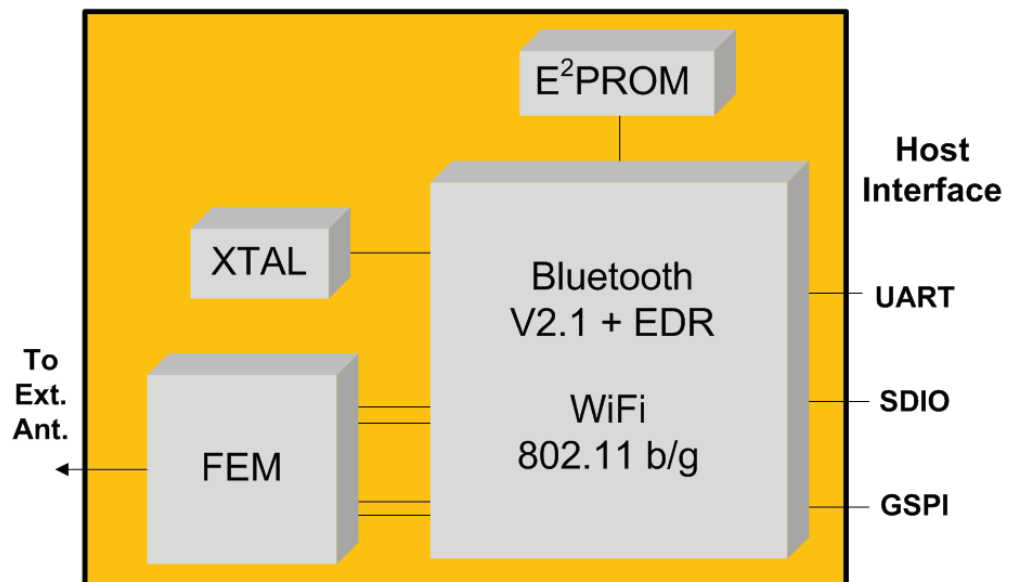 E²PROM
Host
Interface
XTAL
Bluetooth
V2.1 + EDR
UART
To
Ext.
Ant.
WiFi
802.11 b/g
SDIO
FEM
GSPI